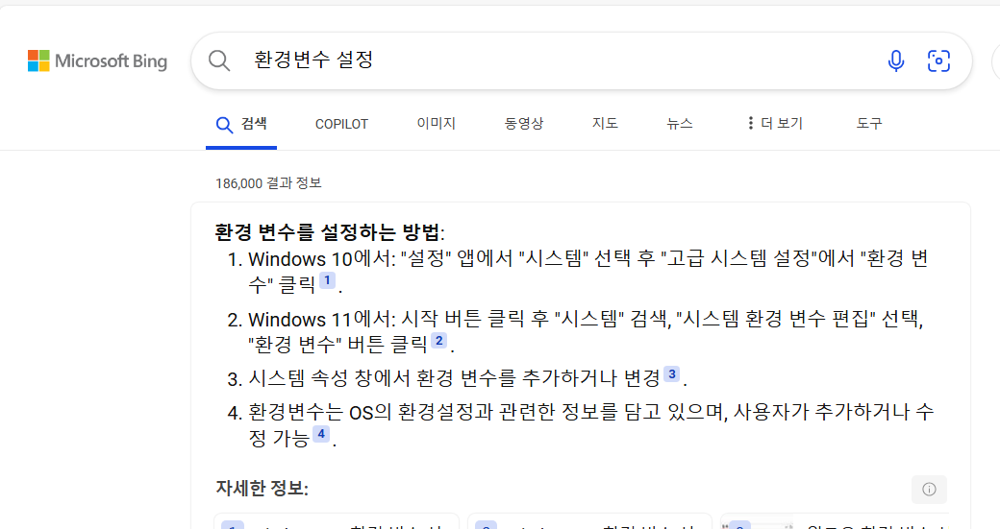 Microsoft Bing
환경변수 설정
검색 COPILOT 이미지 동영상 지도 뉴스 더 보기 도구
186,000 결과 정보
환경 변수를 설정하는 방법:
1. Windows 10에서: "설정" 앱에서 "시스템" 선택 후 "고급 시스템 설정"에서 "환경 변
수" 클릭 1 .
2. Windows 11에서: 시작 버튼 클릭 후 "시스템" 검색, "시스템 환경 변수 편집" 선택,
"환경 변수" 버튼 클릭 2 .
3. 시스템 속성 창에서 환경 변수를 추가하거나 변경 3 .
4. 환경변수는 OS의 환경설정과 관련한 정보를 담고 있으며, 사용자가 추가하거나 수
정 가능 4 .
자세한 정보: